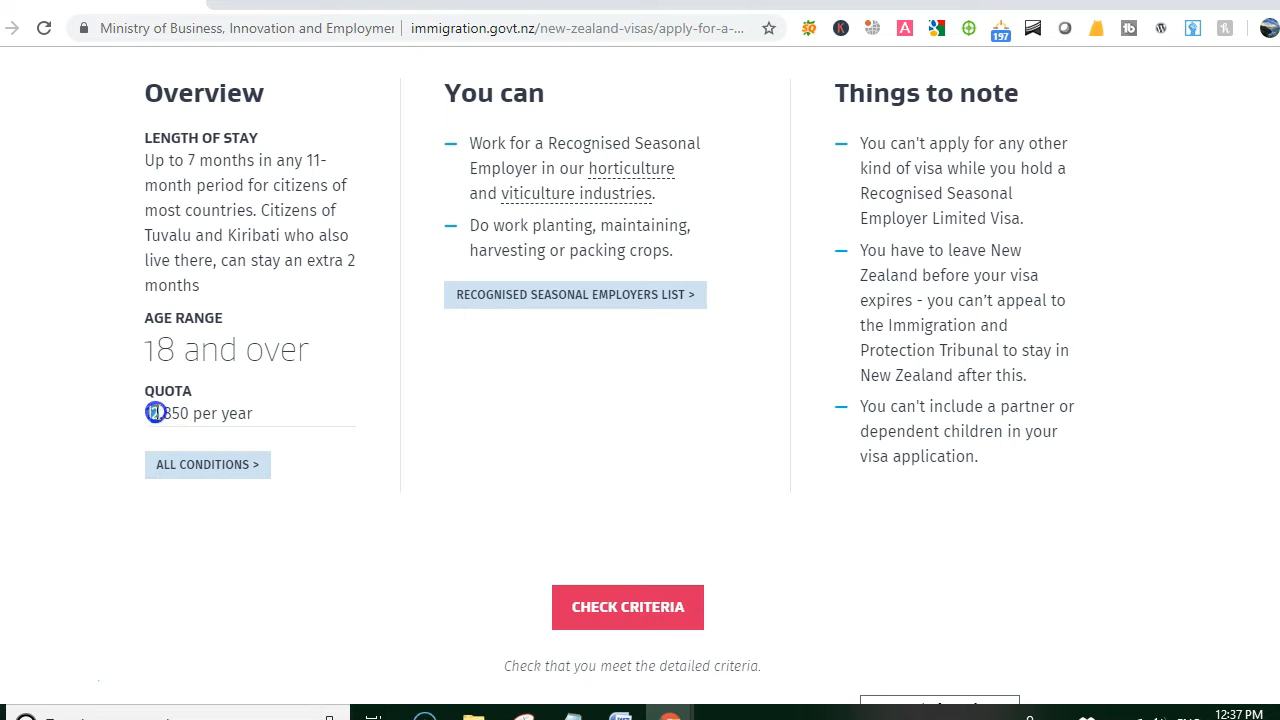 Ministry of Business, Innovation and Employmer
immigration.govt.nz/new-zealand-visas/apply-for-a-...
197
Overview
LENGTH OF STAY
Up to 7 months in any 11-
month period for citizens of
most countries. Citizens of
Tuvalu and Kiribati who also
live there, can stay an extra 2
months
AGE RANGE
18 and over
QUOTA
850 per year
ALL CONDITIONS >
You can
— Work for a Recognised Seasonal
Employer in our horticulture
and viticulture industries.
— Do work planting, maintaining,
harvesting or packing crops.
RECOGNISED SEASONAL EMPLOYERS LIST >
Things to note
— You can't apply for any other
kind of visa while you hold a
Recognised Seasonal
Employer Limited Visa.
— You have to leave New
Zealand before your visa
expires - you can’t appeal to
the Immigration and
Protection Tribunal to stay in
New Zealand after this.
— You can't include a partner or
dependent children in your
visa application.
CHECK CRITERIA
Check that you meet the detailed criteria.
12:37 PM